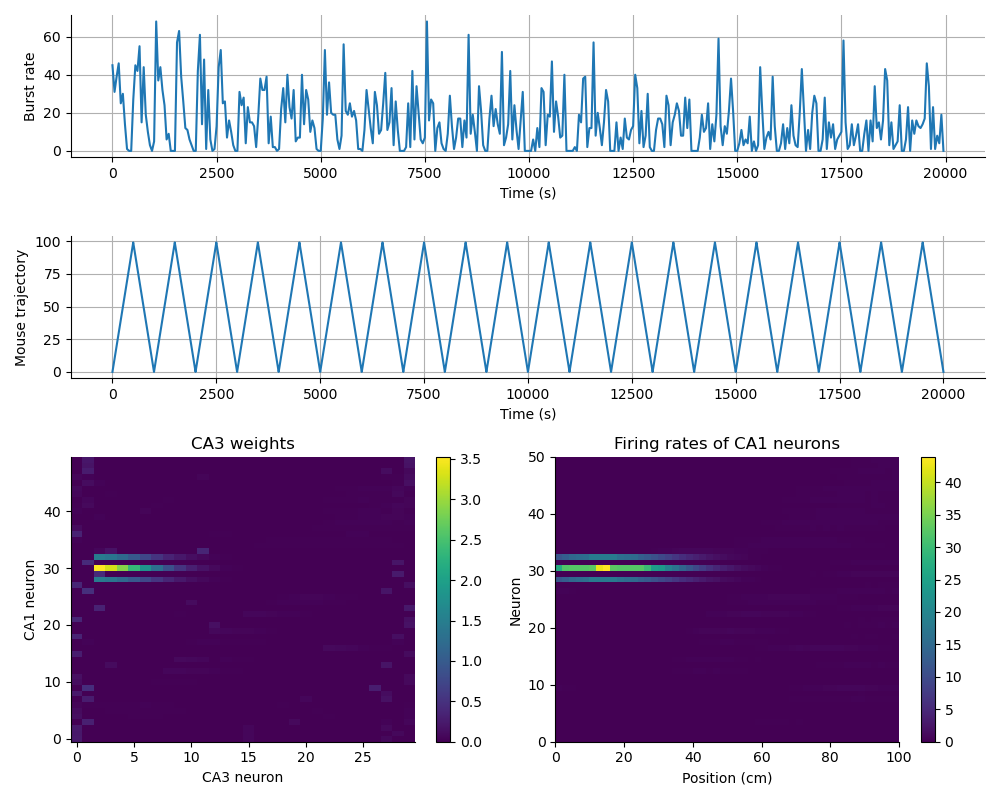 60
40
20
0
Burst rate
0 2500 5000 7500 10000 12500 15000 17500 20000
Time (s)
100
75
50
25
0
Mouse trajectory
0 2500 5000 7500 10000 12500 15000 17500 20000
Time (s)
CA3 weights
40
30
20
10
0
CA1 neuron
0 5 10 15 20 25
CA3 neuron
3.5
3.0
2.5
2.0
1.5
1.0
0.5
0.0
Firing rates of CA1 neurons
50
40
30
20
10
0
Neuron
0 20 40 60 80 100
Position (cm)
40
35
30
25
20
15
10
5
0